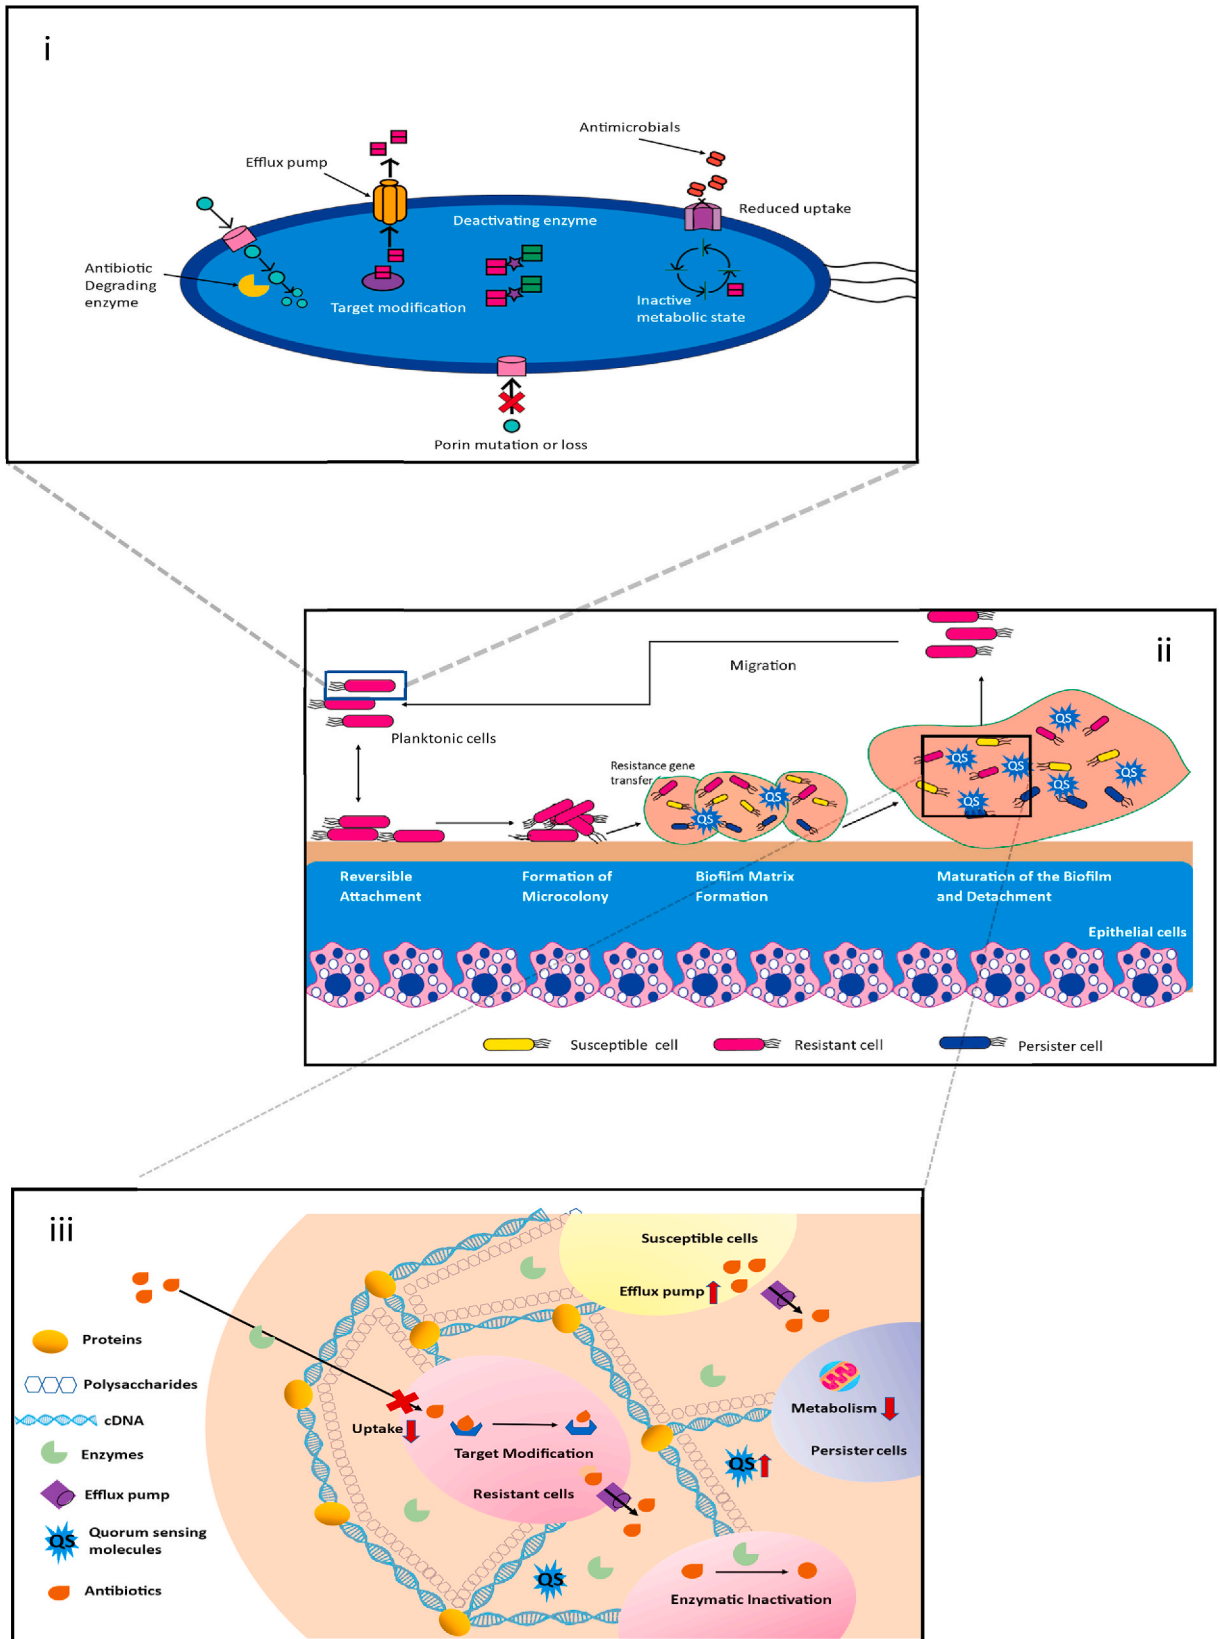 i
Antimicrobials
Efflux pump
Reduced uptake
Deactivating enzyme
Antibiotic
Degrading
enzyme
Target modification
Inactive
metabolic state
Porin mutation or loss
ii
Migration
Planktonic cells
Resistance gene
transfer
QS
QS
QS
QS
QS
QS
QS
QS
Reversible
Attachment
Formation of
Microcolony
Biofilm Matrix
Formation
Maturation of the Biofilm
and Detachment
Epithelial cells
Susceptible cell
Resistant cell
Persister cell
iii
Susceptible cells
Efflux pump
Proteins
Polysaccharides
cDNA
Enzymes
Efflux pump
QS
Quorum sensing
molecules
Antibiotics
Uptake
Target Modification
Resistant cells
Metabolism
Persister cells
QS
QS
Enzymatic Inactivation